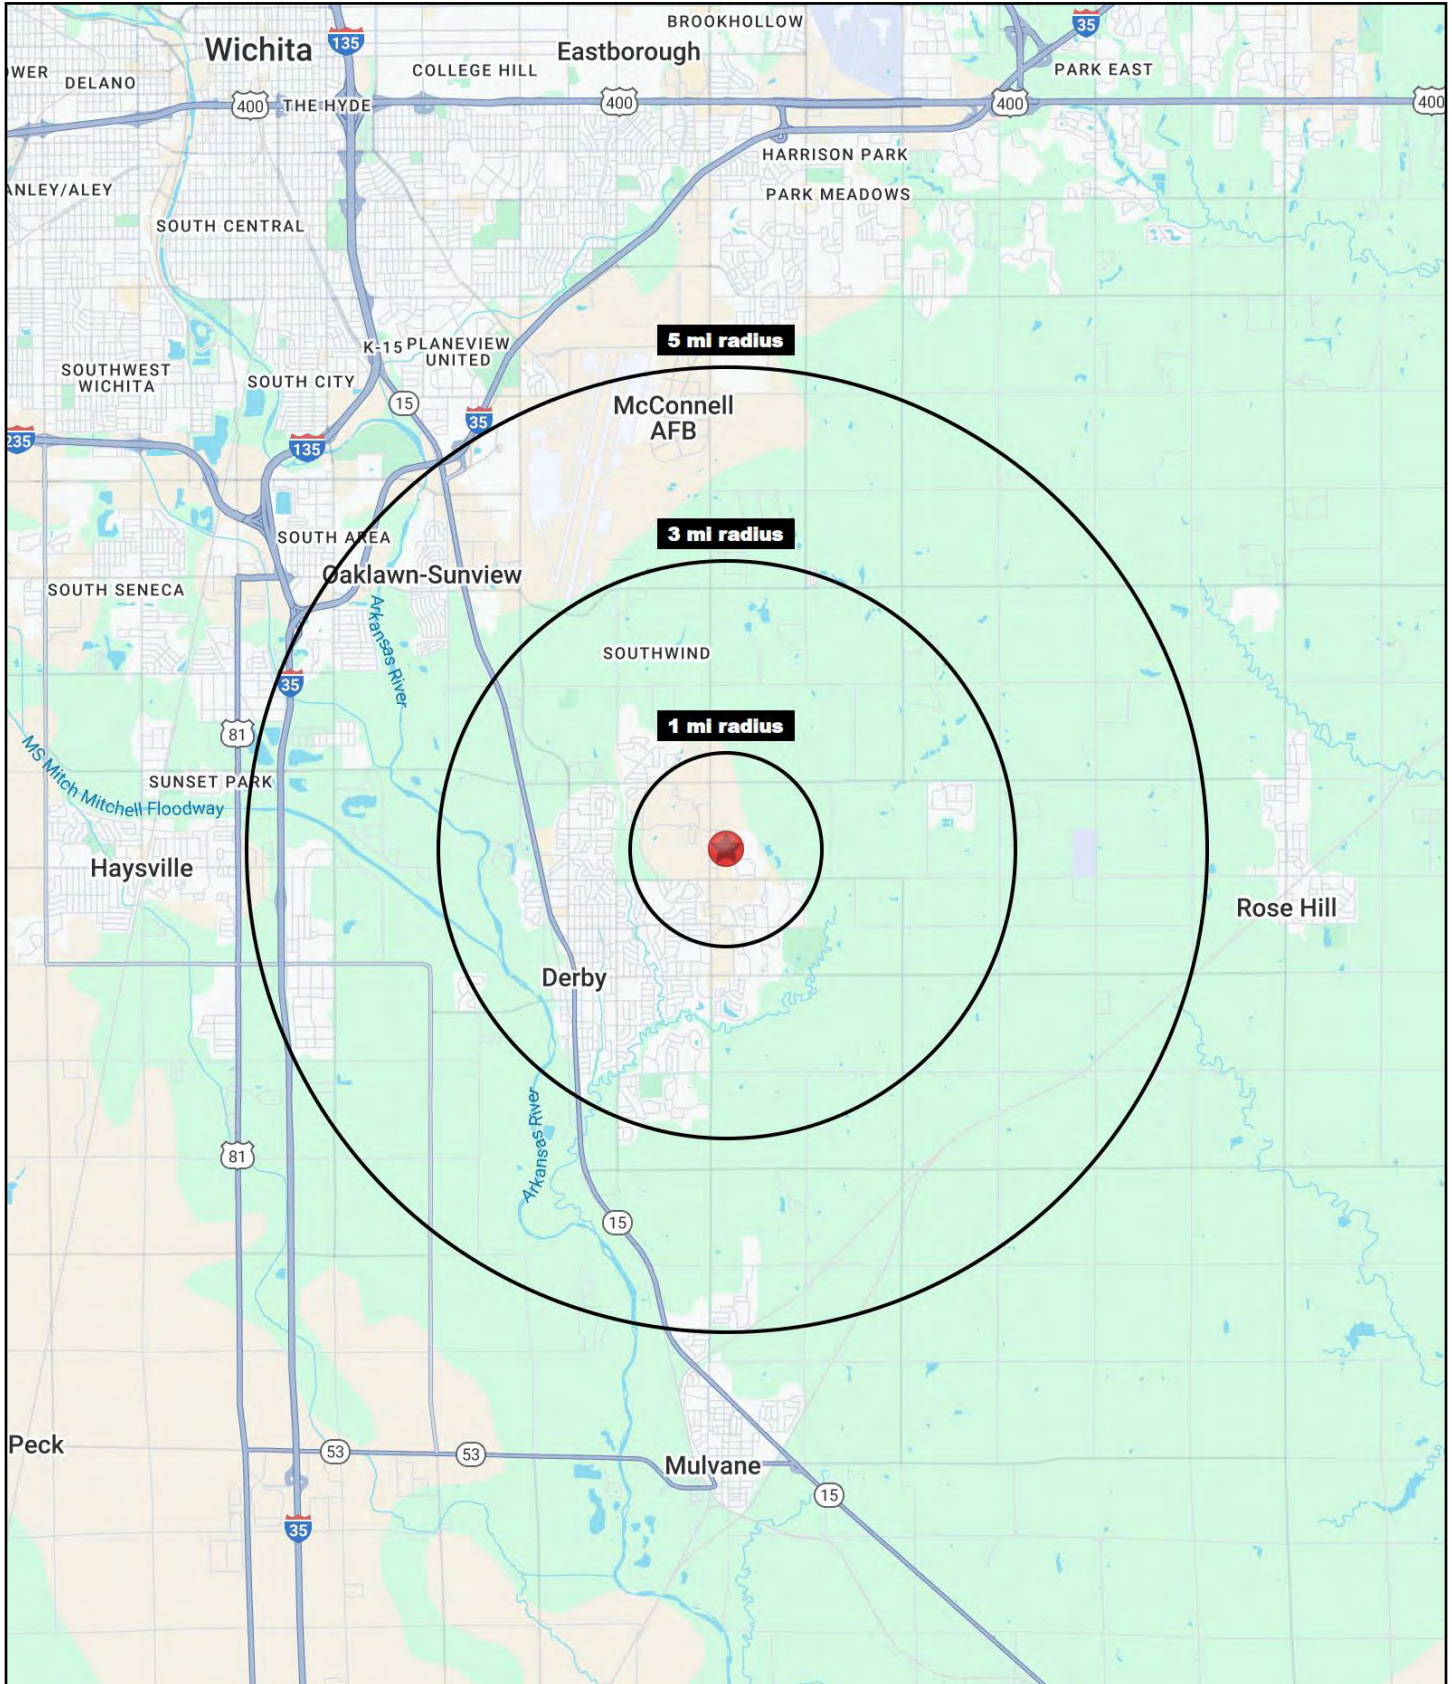 BROOKHOLLOW
35
Wichita
135
Eastborough
OWER
DELANO
COLLEGE HILL
PARK EAST
400
THE HYDE
400
400
400
HARRISON PARK
ANLEY/ALEY
PARK MEADOWS
SOUTH CENTRAL
5 mi radius
K-15
PLANEVIEW
UNITED
SOUTHWEST
WICHITA
SOUTH CITY
15
McConnell
AFB
35
235
135
3 mi radius
SOUTH AREA
Oaklawn-Sunview
SOUTH SENECA
Arkansas River
SOUTHWIND
35
1 mi radius
81
MS Mitch Mitchell Floodway
SUNSET PARK
Haysville
Rose Hill
Derby
Arkansas River
81
15
Peck
53
53
Mulvane
15
35